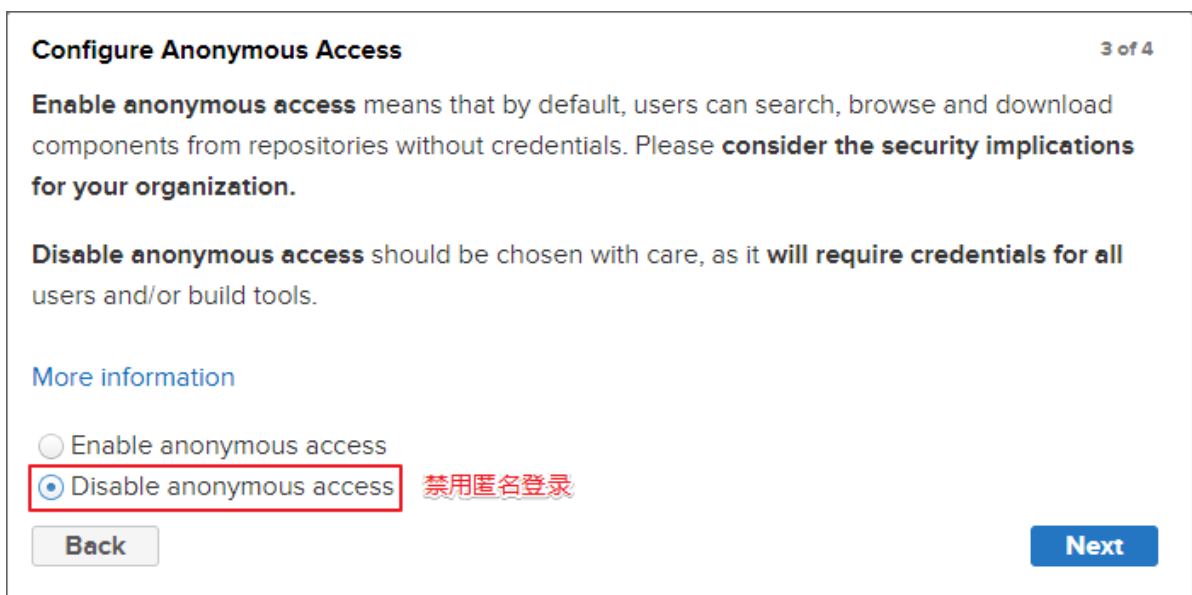 Configure Anonymous Access
3 of 4
Enable anonymous access means that by default, users can search, browse and download
components from repositories without credentials. Please consider the security implications
for your organization.
Disable anonymous access should be chosen with care, as it will require credentials for all
users and/or build tools.
More information
Enable anonymous access
Disable anonymous access 禁用匿名登录
Back
Next